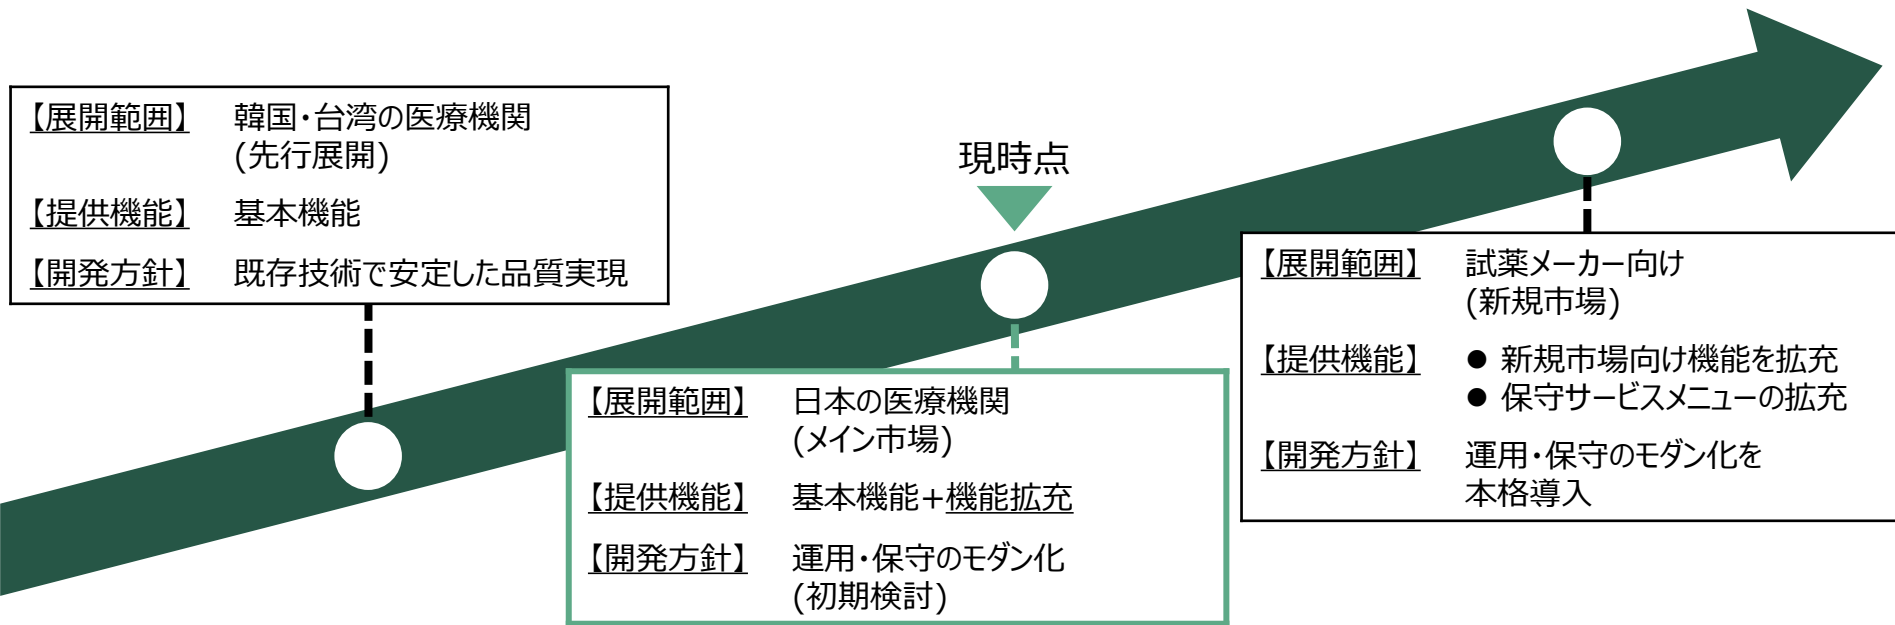 【展開範囲】 韓国・台湾の医療機関
(先行展開)
【提供機能】 基本機能
【開発方針】 既存技術で安定した品質実現
現時点
【展開範囲】 日本の医療機関
(メイン市場)
【提供機能】 基本機能+機能拡充
【開発方針】 運用・保守のモダン化
(初期検討)
【展開範囲】 試薬メーカー向け
(新規市場)
【提供機能】 ● 新規市場向け機能を拡充
● 保守サービスメニューの拡充
【開発方針】 運用・保守のモダン化を
本格導入